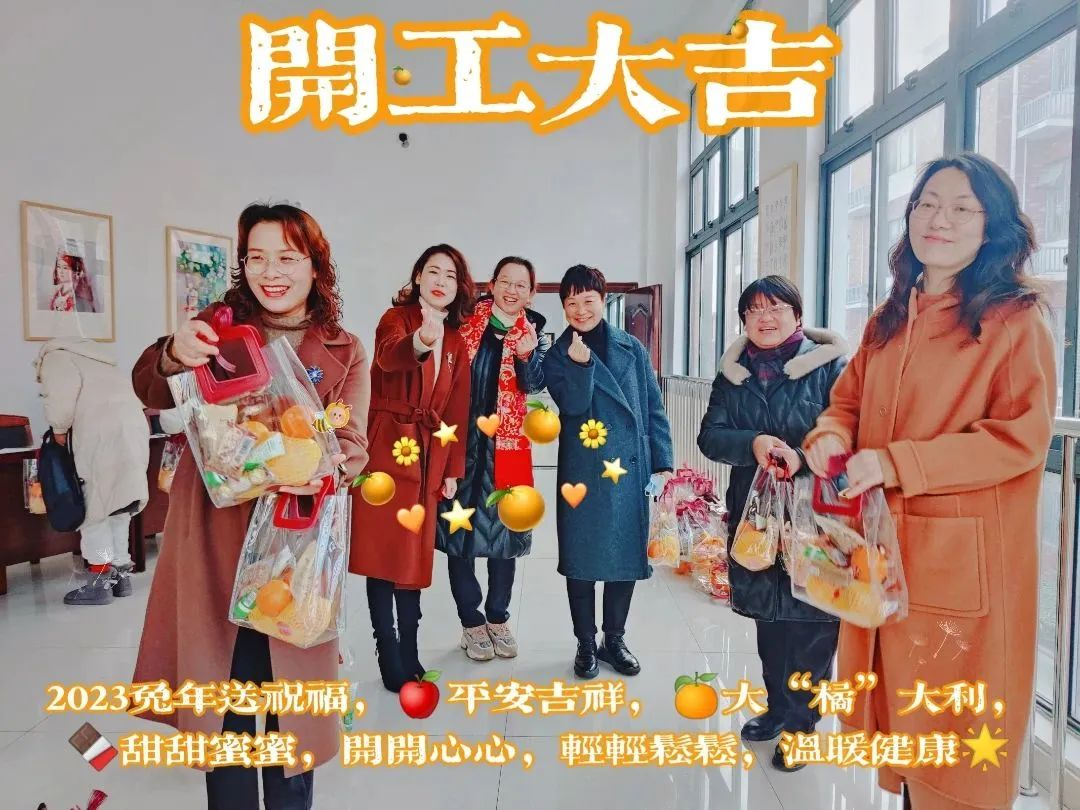 開工大吉
2023兔年送祝福，🍎平安吉祥，🍊大“橘”大利，
🍫甜甜蜜蜜，開開心心，輕輕鬆鬆，溫暖健康🌟